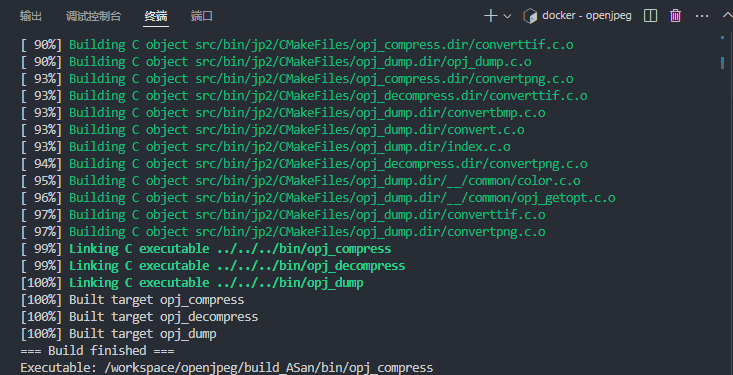 输出 调试控制台 终端 端口 docker - openjpeg
[ 90%] Building C object src/bin/jp2/CMakeFiles/opj_compress.dir/converttif.c.o
[ 90%] Building C object src/bin/jp2/CMakeFiles/opj_dump.dir/opj_dump.c.o
[ 93%] Building C object src/bin/jp2/CMakeFiles/opj_compress.dir/convertpng.c.o
[ 93%] Building C object src/bin/jp2/CMakeFiles/opj_decompress.dir/converttif.c.o
[ 93%] Building C object src/bin/jp2/CMakeFiles/opj_dump.dir/convertbmp.c.o
[ 93%] Building C object src/bin/jp2/CMakeFiles/opj_dump.dir/convert.c.o
[ 93%] Building C object src/bin/jp2/CMakeFiles/opj_dump.dir/index.c.o
[ 94%] Building C object src/bin/jp2/CMakeFiles/opj_decompress.dir/convertpng.c.o
[ 95%] Building C object src/bin/jp2/CMakeFiles/opj_dump.dir/__/common/color.c.o
[ 96%] Building C object src/bin/jp2/CMakeFiles/opj_dump.dir/__/common/opj_getopt.c.o
[ 97%] Building C object src/bin/jp2/CMakeFiles/opj_dump.dir/converttif.c.o
[ 97%] Building C object src/bin/jp2/CMakeFiles/opj_dump.dir/convertpng.c.o
[ 99%] Linking C executable ../../../bin/opj_compress
[ 99%] Linking C executable ../../../bin/opj_decompress
[100%] Linking C executable ../../../bin/opj_dump
[100%] Built target opj_compress
[100%] Built target opj_decompress
[100%] Built target opj_dump
=== Build finished ===
Executable: /workspace/openjpeg/build_ASan/bin/opj_compress